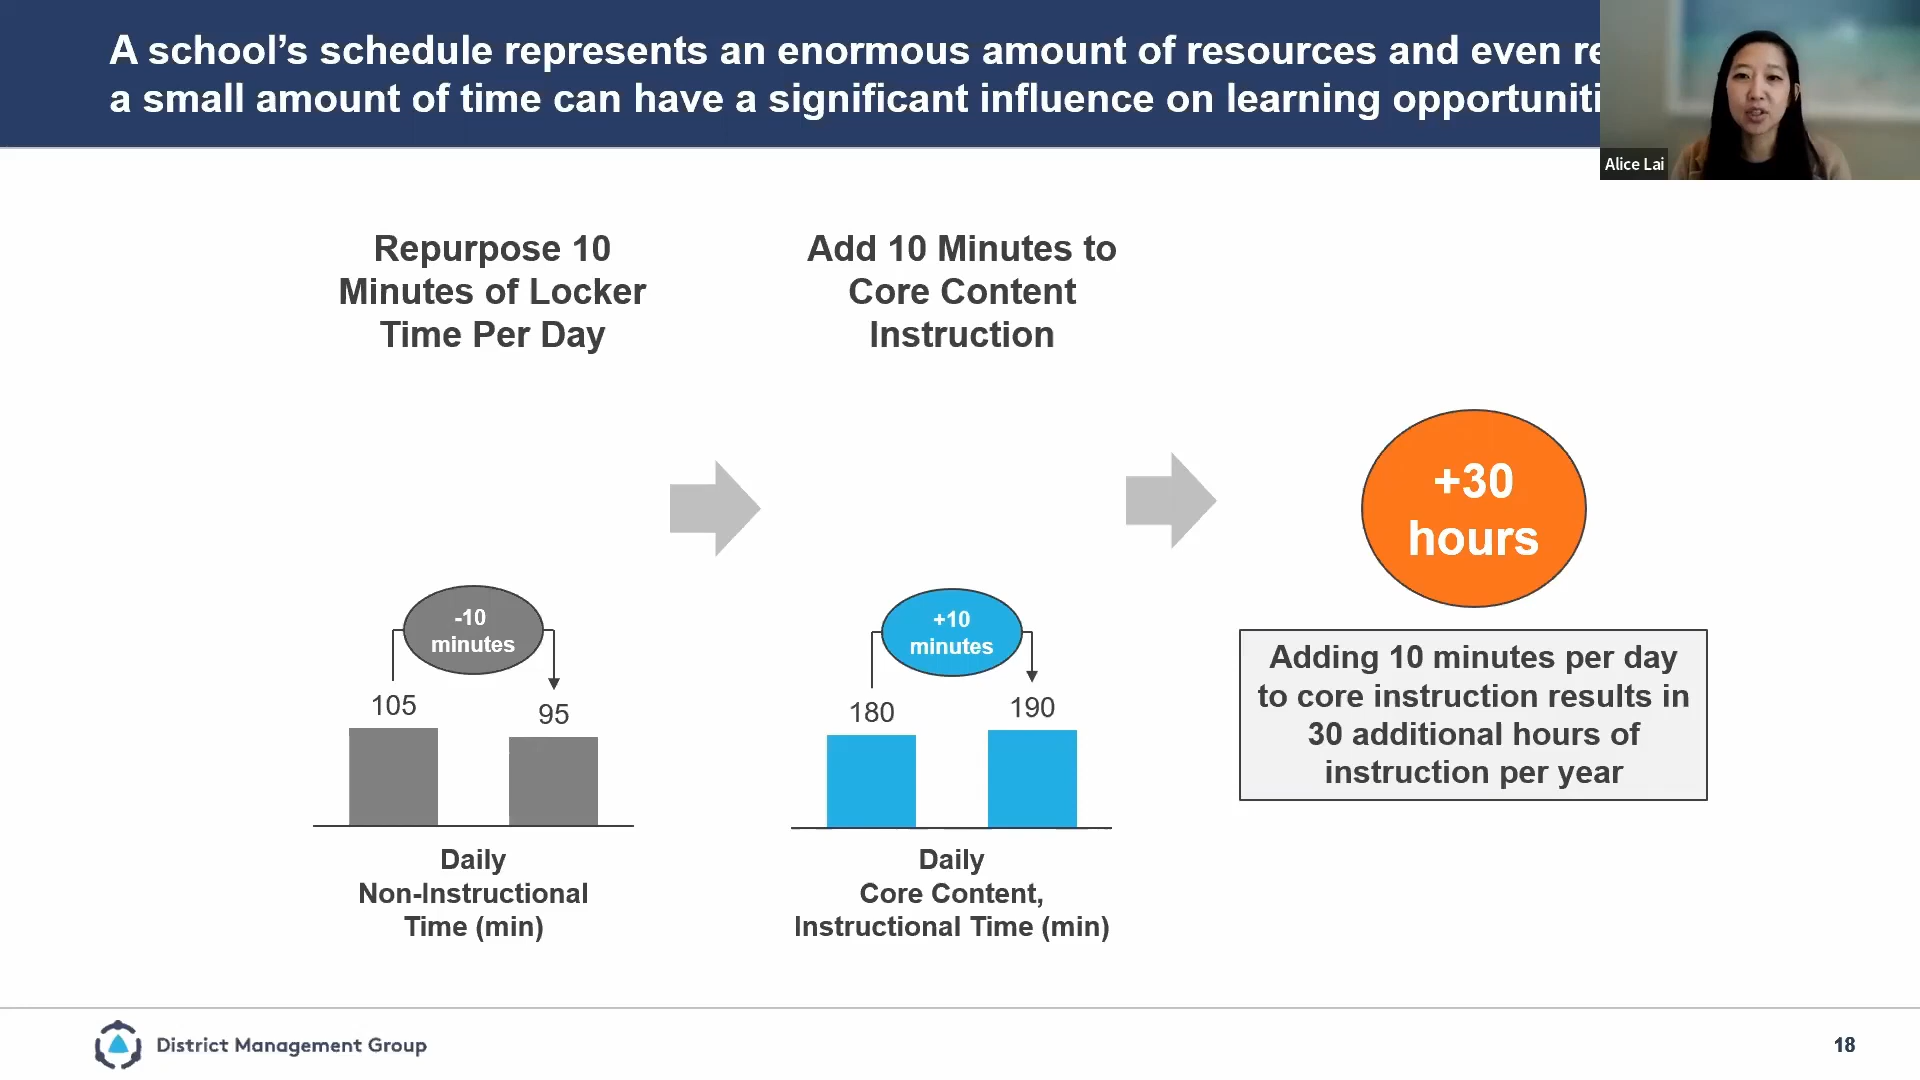 A school’s schedule represents an enormous amount of resources and even
a small amount of time can have a significant influence on learning
Alice Lai
Repurpose 10
Minutes of Locker
Time Per Day
Add 10 Minutes to
Core Content
Instruction
+30
hours
-10
minutes
105
95
Daily
Non-Instructional
Time (min)
+10
minutes
180
190
Daily
Core Content,
Instructional Time (min)
Adding 10 minutes per day
to core instruction results in
30 additional hours of
instruction per year
District Management Group
18